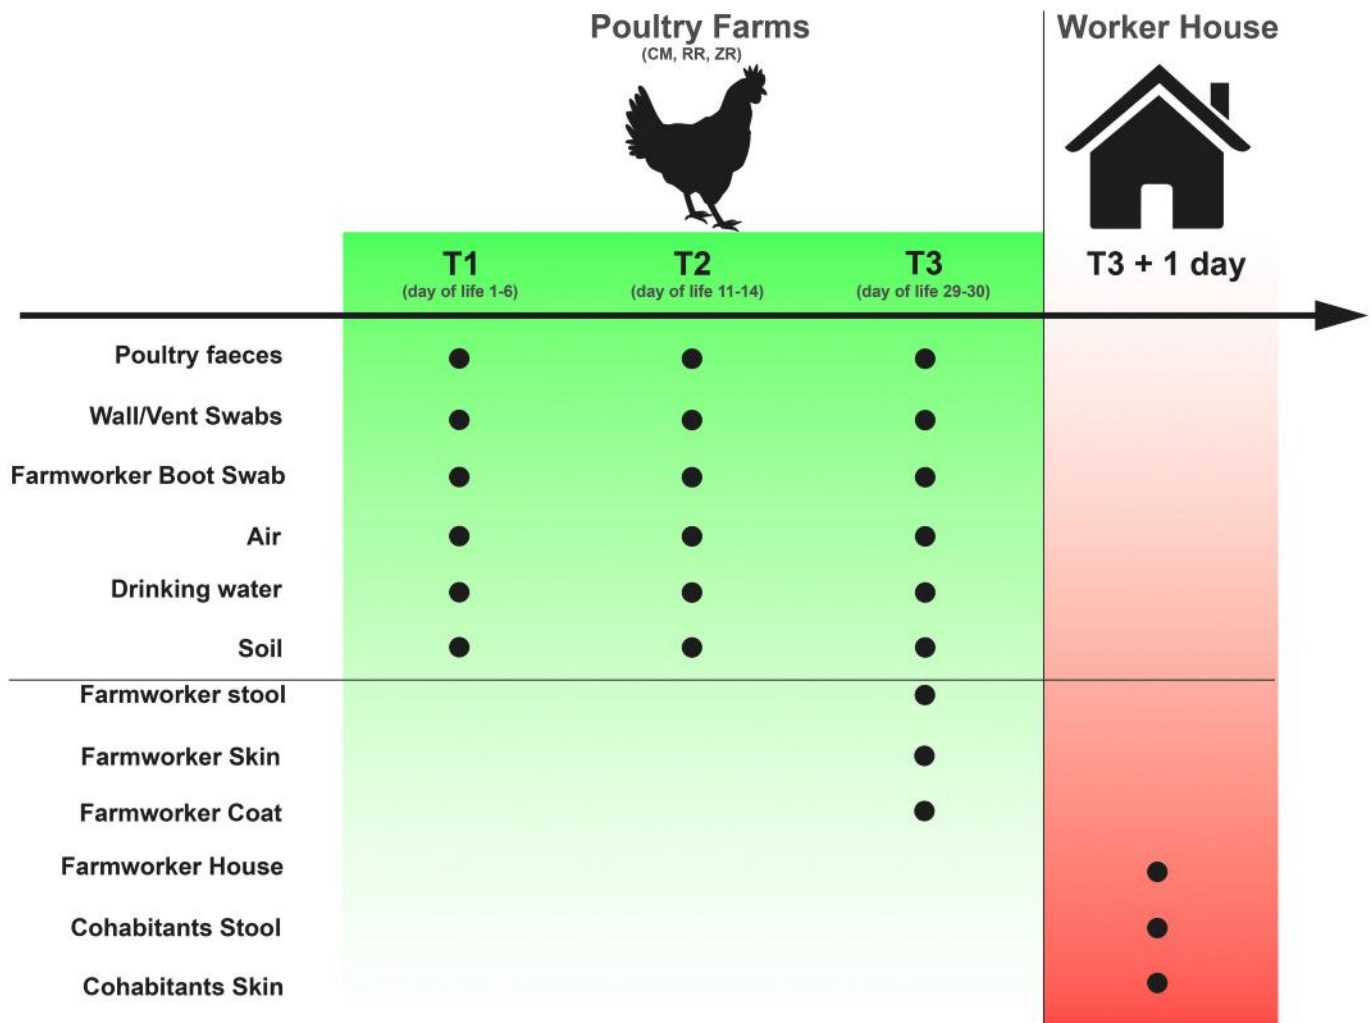 Poultry Farms
(CM, RR, ZR)
Worker House
T1
(day of life 1-6)
T2
(day of life 11-14)
T3
(day of life 29-30)
T3 + 1 day
Poultry faeces
Wall/Vent Swabs
Farmworker Boot Swab
Air
Drinking water
Soil
Farmworker stool
Farmworker Skin
Farmworker Coat
Farmworker House
Cohabitants Stool
Cohabitants Skin